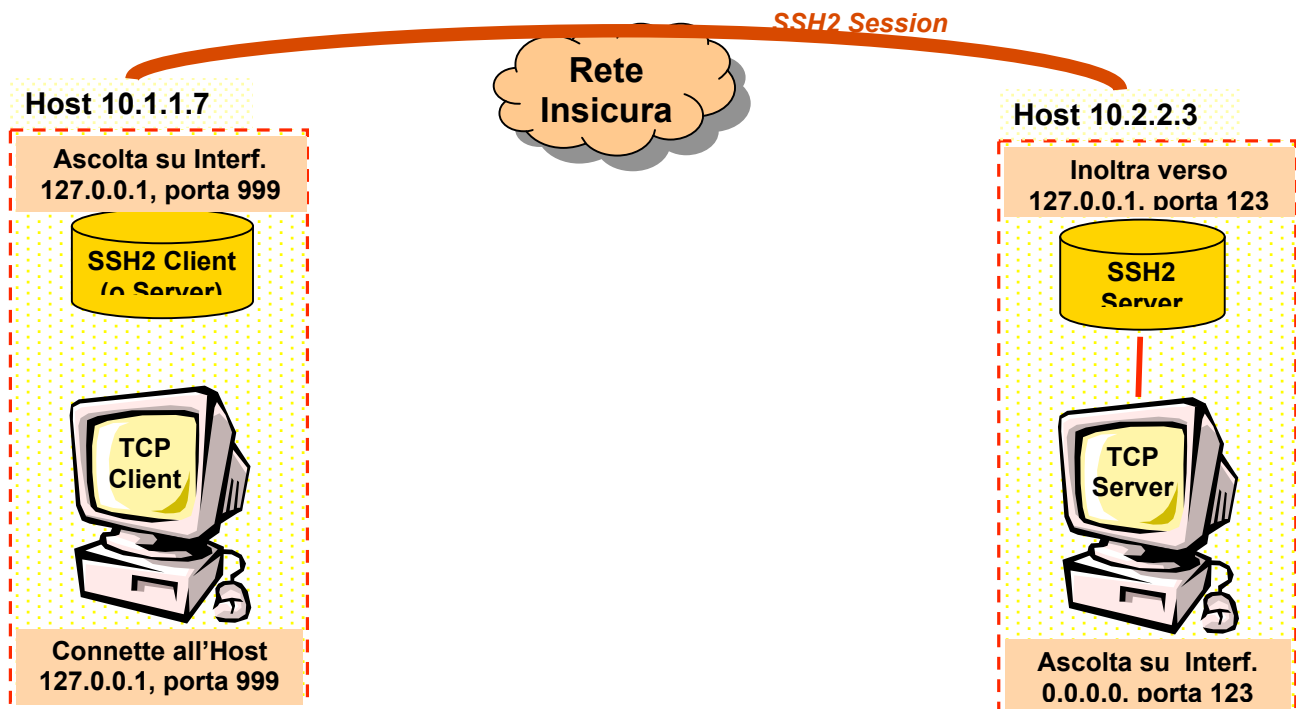 SSH2 Session
Rete
Insicura
Host 10.1.1.7
Ascolta su Interf.
127.0.0.1, porta 999
SSH2 Client
(o Server)
TCP
Client
Connette all’Host
127.0.0.1, porta 999
Host 10.2.2.3
Inoltra verso
127.0.0.1, porta 123
SSH2
Server
TCP
Server
Ascolta su Interf.
0.0.0.0, porta 123